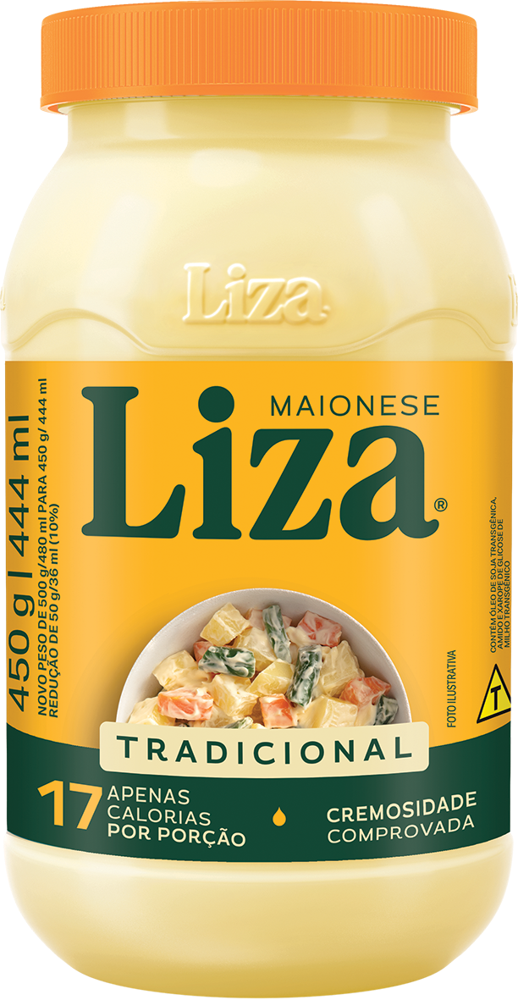 Liza
MAIONESE
Liza®
450 g | 444 ml
NOVO PESO DE 500 g/480 ml PARA 450 g/ 444 ml
REDUÇÃO DE 50 g/36 ml (10%)
CONTÉM ÓLEO DE SOJA TRANSGÊNICA,
AMIDO E XAROPE DE GLICOSE DE
MILHO TRANSGÊNICO
FOTO ILUSTRATIVA
T
TRADICIONAL
17 APENAS
CALORIAS
POR PORÇÃO
CREMOSIDADE
COMPROVADA